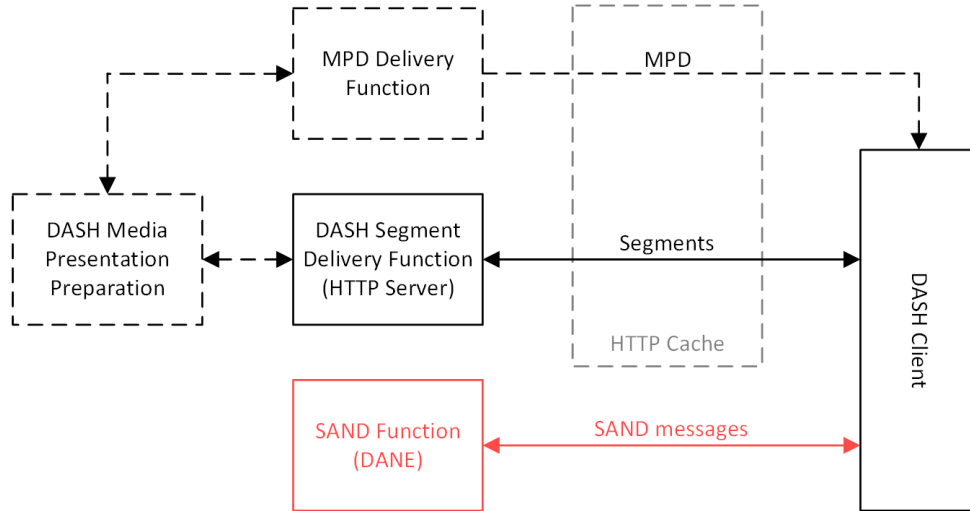 MPD Delivery
Function
MPD
DASH Media
Presentation
Preparation
DASH Segment
Delivery Function
(HTTP Server)
Segments
HTTP Cache
DASH Client
SAND Function
(DANE)
SAND messages